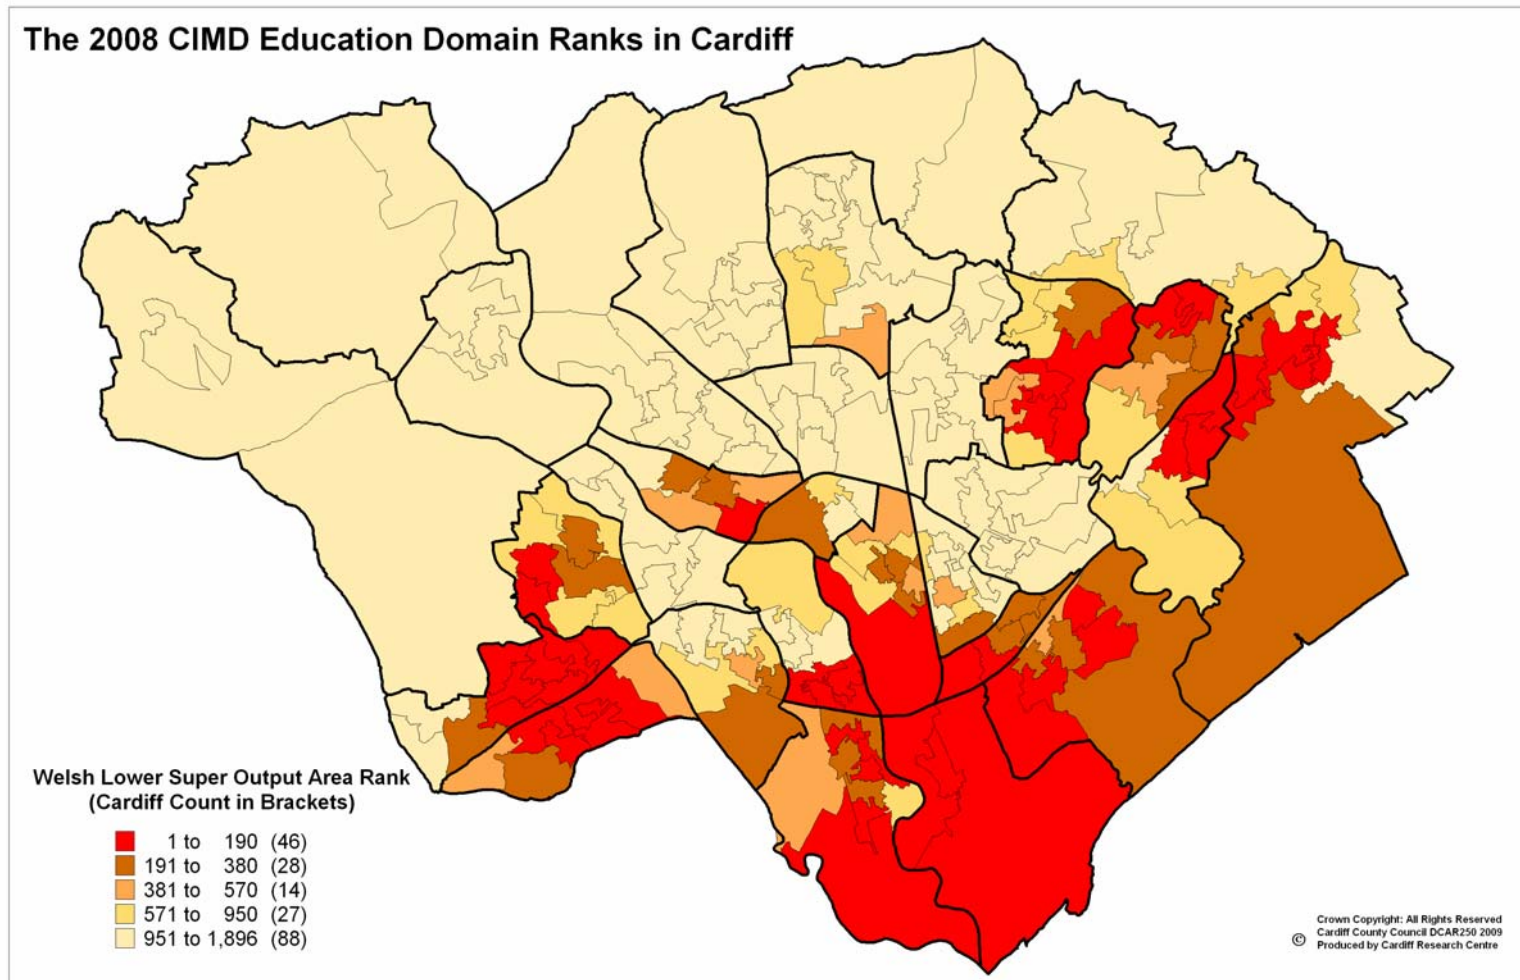 The 2008 CIMD Education Domain Ranks in Cardiff
Welsh Lower Super Output Area Rank
(Cardiff Count in Brackets)
1 to 190 (46)
191 to 380 (28)
381 to 570 (14)
571 to 950 (27)
951 to 1,896 (88)
Crown Copyright: All Rights Reserved
© Cardiff County Council DCAR250 2009
Produced by Cardiff Research Centre